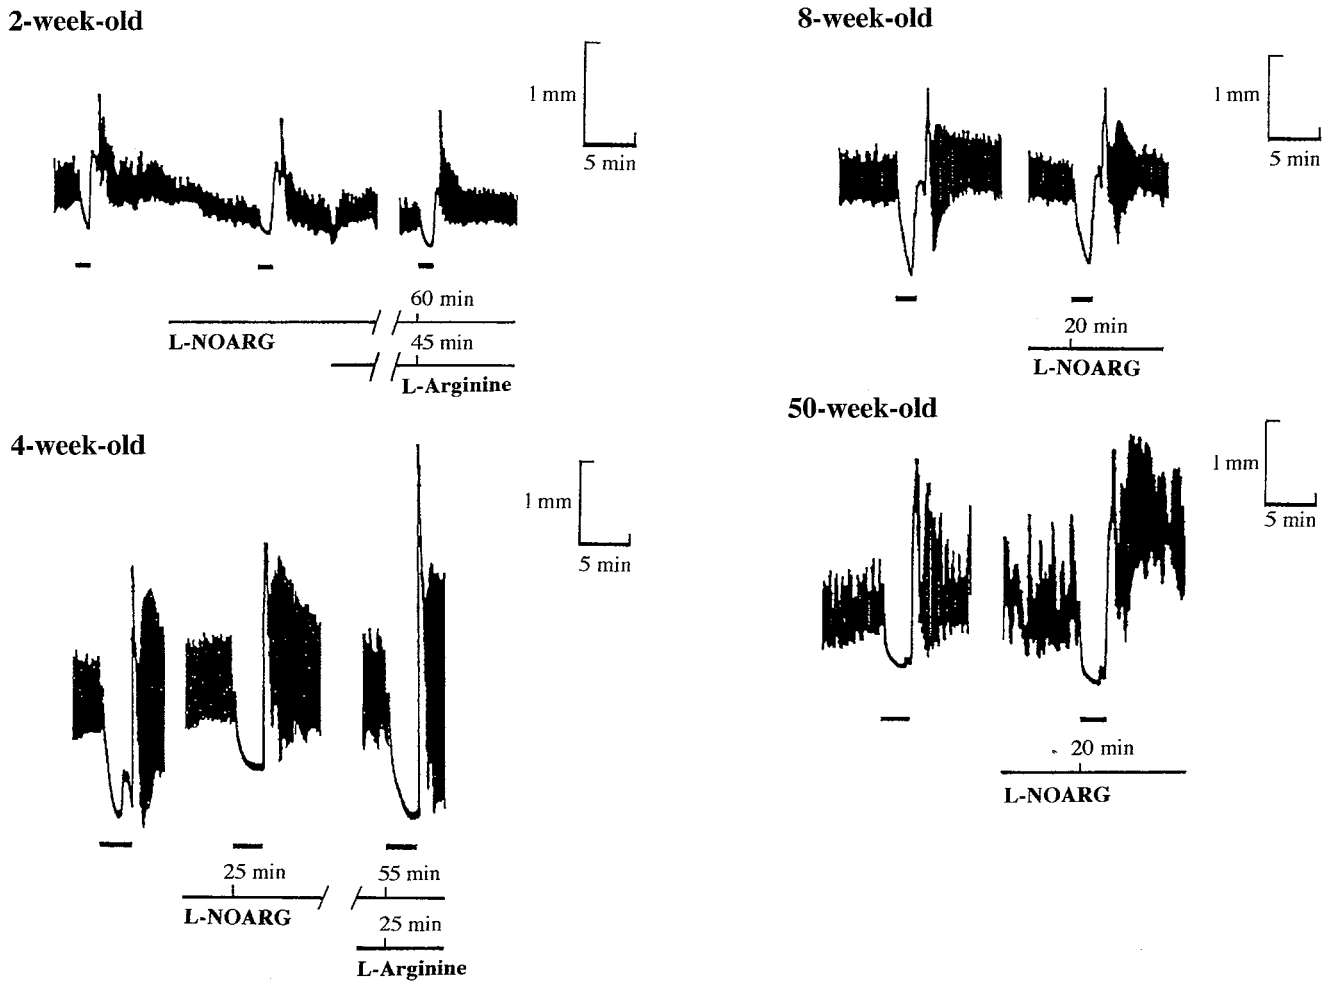 2-week-old
1 mm
5 min
60 min
L-NOARG
45 min
L-Arginine
8-week-old
1 mm
5 min
20 min
L-NOARG
4-week-old
1 mm
5 min
25 min
L-NOARG
55 min
25 min
L-Arginine
50-week-old
1 mm
5 min
20 min
L-NOARG